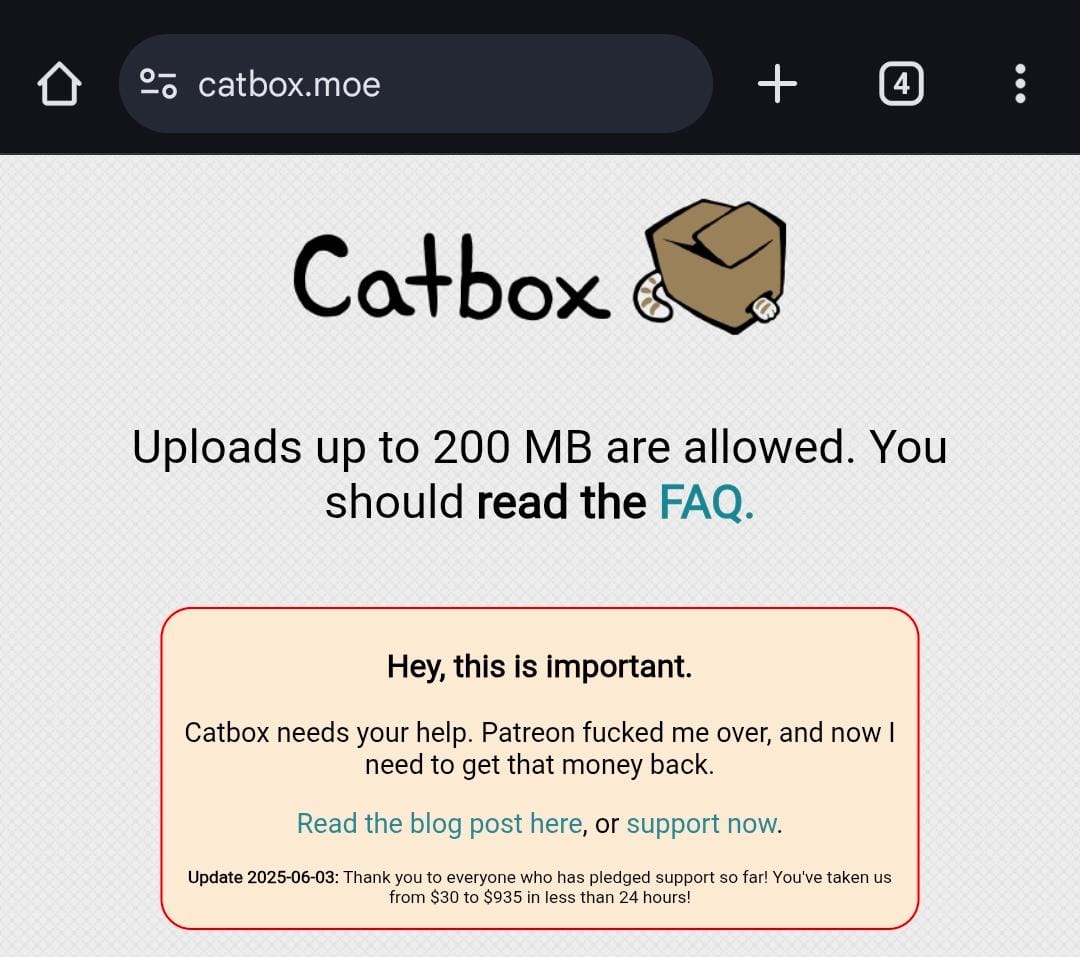 catbox.moe
4
Catbox
Uploads up to 200 MB are allowed. You
should read the FAQ.
Hey, this is important.
Catbox needs your help. Patreon fucked me over, and now I
need to get that money back.
Read the blog post here, or support now.
Update 2025-06-03: Thank you to everyone who has pledged support so far! You've taken us
from $30 to $935 in less than 24 hours!